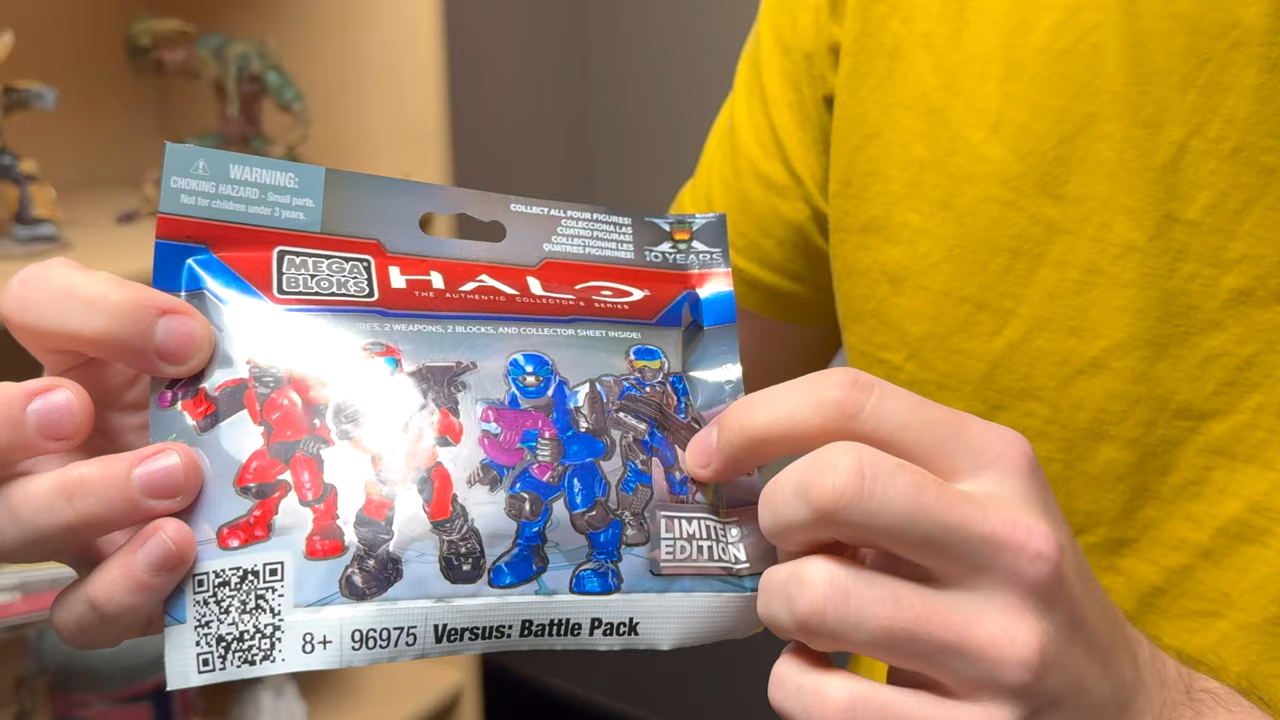 WARNING:
CHOKING HAZARD - Small parts.
Not for children under 3 years.
COLLECT ALL FOUR FIGURES!
COLECCIONA LAS
CUATRO FIGURAS!
COLLECTIONNE LES
QUATRES FIGURINES!
10 YEARS
MEGA
BLOKS
HALO
THE AUTHENTIC COLLECTOR'S SERIES
2 WEAPONS, 2 BLOCKS, AND COLLECTOR SHEET INSIDE!
LIMITED
EDITION
8+ 96975 Versus: Battle Pack